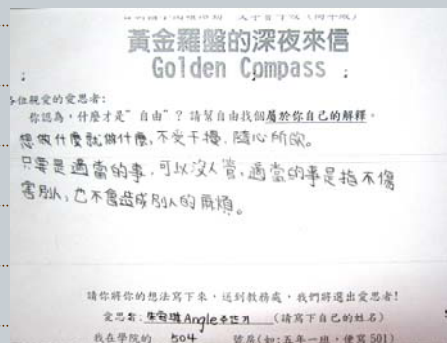 黃金羅盤的深夜來信
Golden Compass
各位親愛的愛思者:
你認為,什麼才是"自由"?請幫自由找個屬於你自己的解釋。
想做什麼就做什麼,不受干擾、隨心所欲。
只要是適當的事,可以沒人管,適當的事是指不傷
害別人,也不會造成別人的麻煩。
請你將你的想法寫下來,送到教務處,我們將選出愛思者!
愛思者: Angle (請寫下自己的姓名)
我在學院的 504 號房(如:五年一班,便寫501)